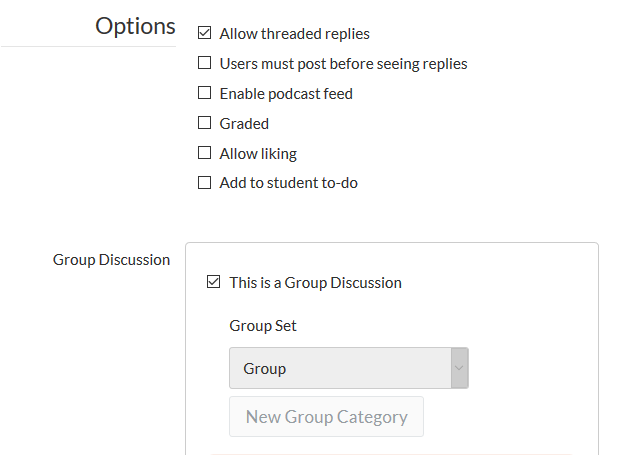 Options
Allow threaded replies
Users must post before seeing replies
Enable podcast feed
Graded
Allow liking
Add to student to-do
Group Discussion
This is a Group Discussion
Group Set
Group
New Group Category